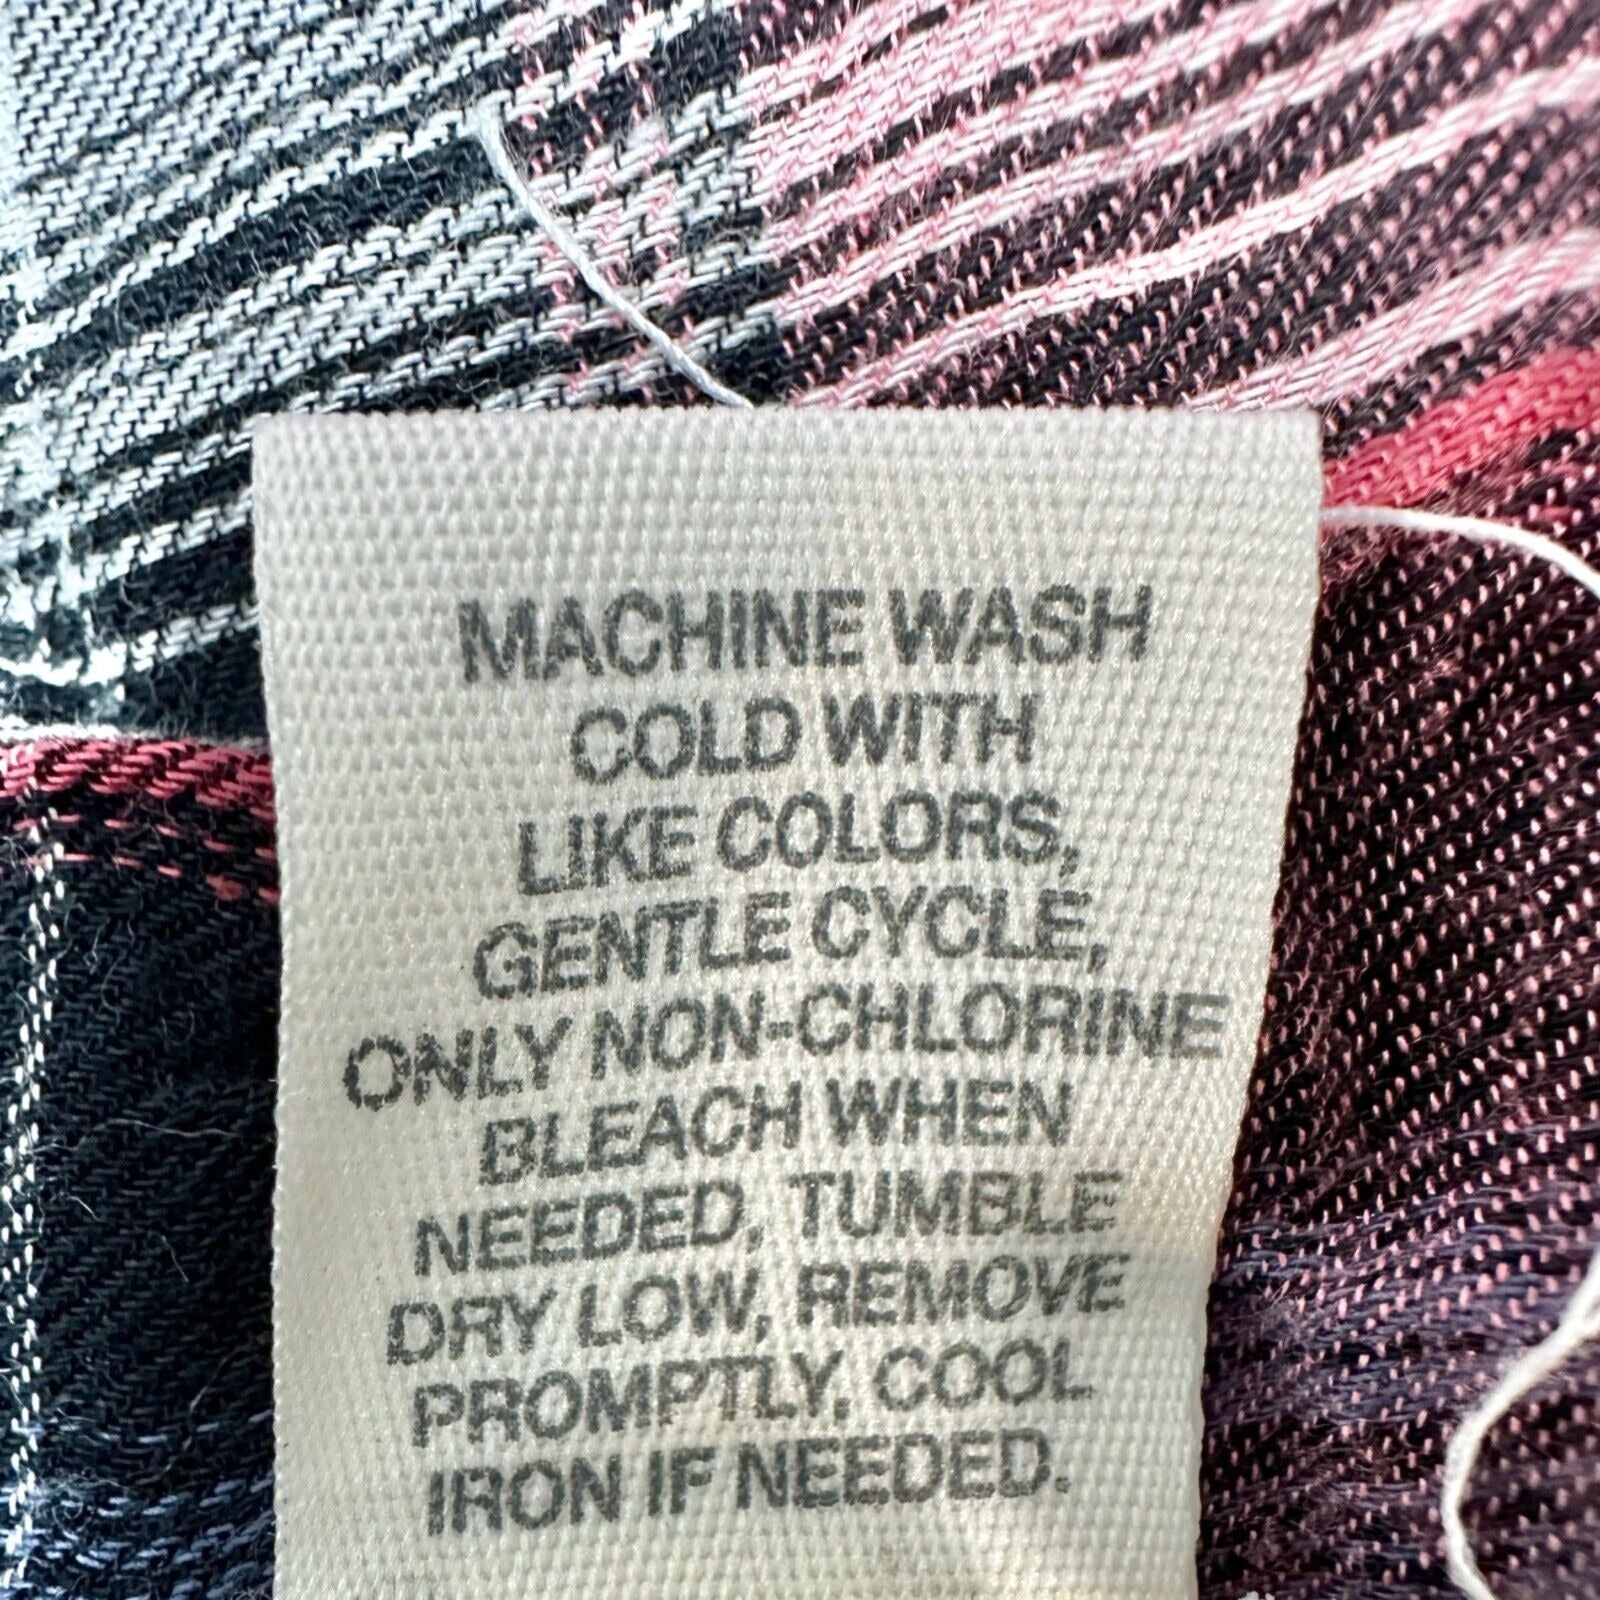 MACHINE WASH
COLD WITH
LIKE COLORS,
GENTLE CYCLE,
ONLY NON-CHLORINE
BLEACH WHEN
NEEDED, TUMBLE
DRY LOW, REMOVE
PROMPTLY, COOL
IRON IF NEEDED.